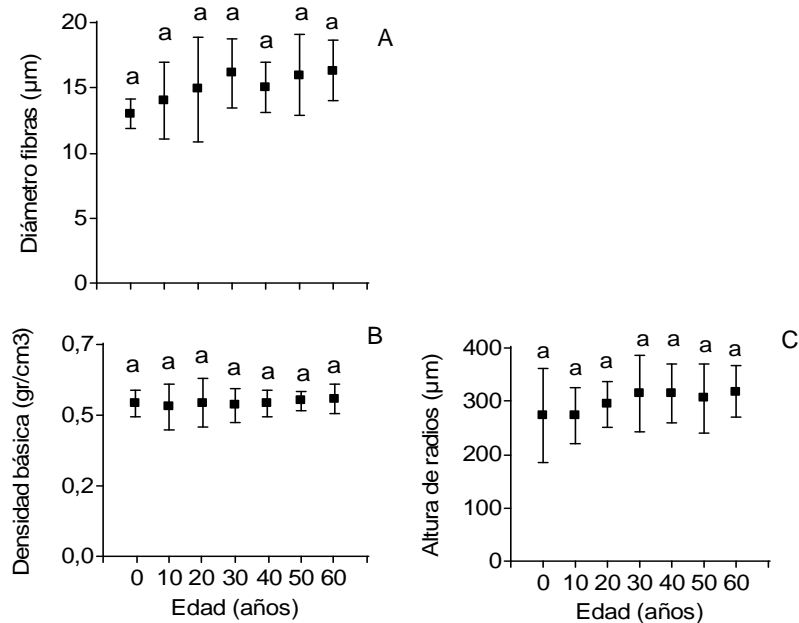 A
Diámetro fibras (µm)
20
15
10
5
0
a a a a a a a
B
Densidad básica (gr/cm3)
0,7
0,5
0,2
0,0
a a a a a a a
0 10 20 30 40 50 60
Edad (años)
C
Altura de radios (µm)
400
300
200
100
0
a a a a a a a
0 10 20 30 40 50 60
Edad (años)